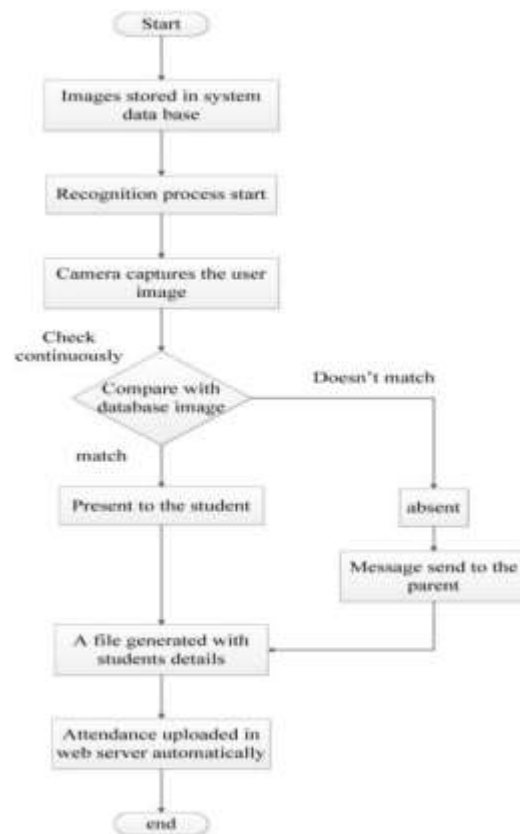 Start
Images stored in system
data base
Recognition process start
Camera captures the user
image
Check
continuously
Compare with
database image
Doesn't match
match
Present to the student
absent
Message send to the
parent
A file generated with
students details
Attendance uploaded in
web server automatically
end